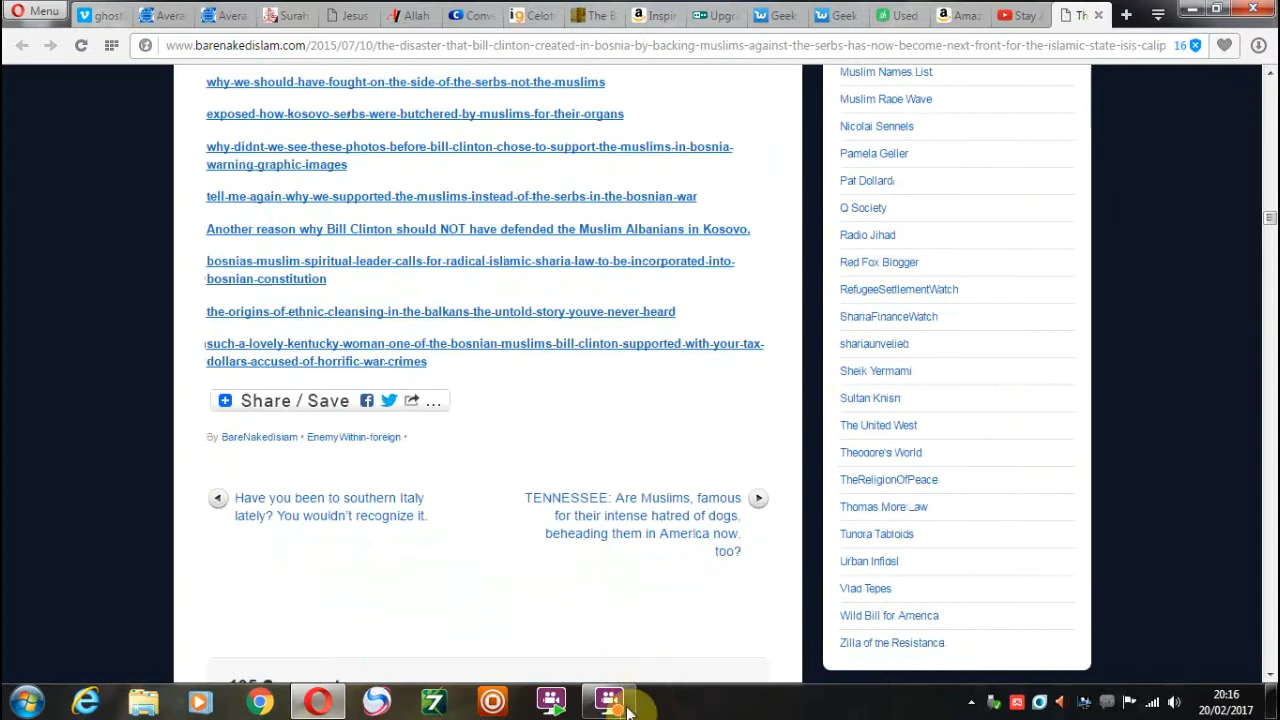 Menu
ghost
Avera
Avera
Surah
Jesus
Allah
Conv
Celot
The B
Inspir
Upgra
Geek
Geek
Used
Amaz
Stay A
Th
www.barenakedislam.com/2015/07/10/the-disaster-that-bill-clinton-created-in-bosnia-by-backing-muslims-against-the-serbs-has-now-become-next-front-for-the-islamic-state-isis-calip
16
why-we-should-have-fought-on-the-side-of-the-serbs-not-the-muslims
exposed-how-kosovo-serbs-were-butchered-by-muslims-for-their-organs
why-didnt-we-see-these-photos-before-bill-clinton-chose-to-support-the-muslims-in-bosnia-
warning-graphic-images
tell-me-again-why-we-supported-the-muslims-instead-of-the-serbs-in-the-bosnian-war
Another reason why Bill Clinton should NOT have defended the Muslim Albanians in Kosovo.
bosnias-muslim-spiritual-leader-calls-for-radical-islamic-sharia-law-to-be-incorporated-into-
bosnian-constitution
the-origins-of-ethnic-cleansing-in-the-balkans-the-untold-story-youve-never-heard
such-a-lovely-kentucky-woman-one-of-the-bosnian-muslims-bill-clinton-supported-with-your-tax-
dollars-accused-of-horrific-war-crimes
Share / Save ...
By BareNakedIslam • EnemyWithin-foreign •
Have you been to southern Italy
lately? You wouldn't recognize it.
TENNESSEE: Are Muslims, famous
for their intense hatred of dogs,
beheading them in America now,
too?
Muslim Names List
Muslim Rape Wave
Nicolai Sennels
Pamela Geller
Pat Dollard
Q Society
Radio Jihad
Red Fox Blogger
RefugeeSettlementWatch
ShariaFinanceWatch
shariaunveiled
Sheik Yermami
Sultan Knish
The United West
Theodore's World
TheReligionOfPeace
Thomas More Law
Tundra Tabloids
Urban Infidel
Vlad Tepes
Wild Bill for America
Zilla of the Resistance
20:16
20/02/2017